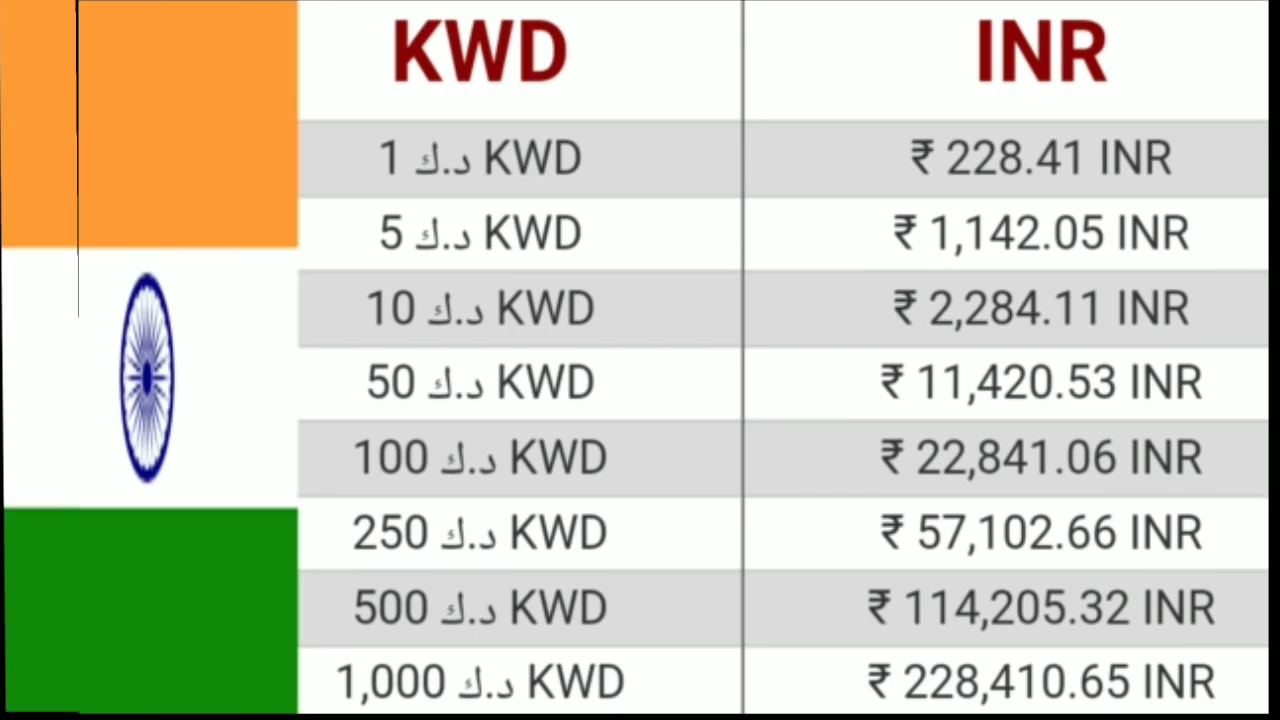 KWD INR
1 د.ك KWD ₹ 228.41 INR
5 د.ك KWD ₹ 1,142.05 INR
10 د.ك KWD ₹ 2,284.11 INR
50 د.ك KWD ₹ 11,420.53 INR
100 د.ك KWD ₹ 22,841.06 INR
250 د.ك KWD ₹ 57,102.66 INR
500 د.ك KWD ₹ 114,205.32 INR
1,000 د.ك KWD ₹ 228,410.65 INR